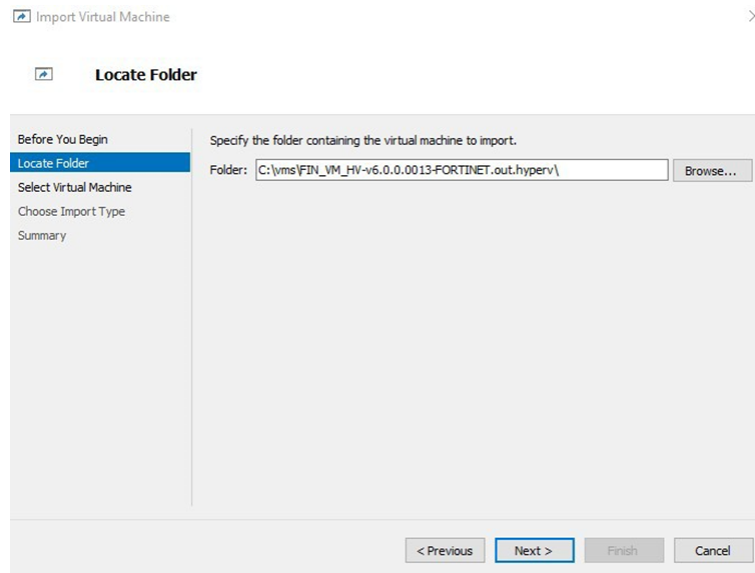 Import Virtual Machine
Locate Folder
Before You Begin
Locate Folder
Select Virtual Machine
Choose Import Type
Summary
Specify the folder containing the virtual machine to import.
Folder: C:\vms\FIN_VM_HV-v6.0.0.0013-FORTINET.out.hyperv\ Browse...
< Previous Next > Finish Cancel